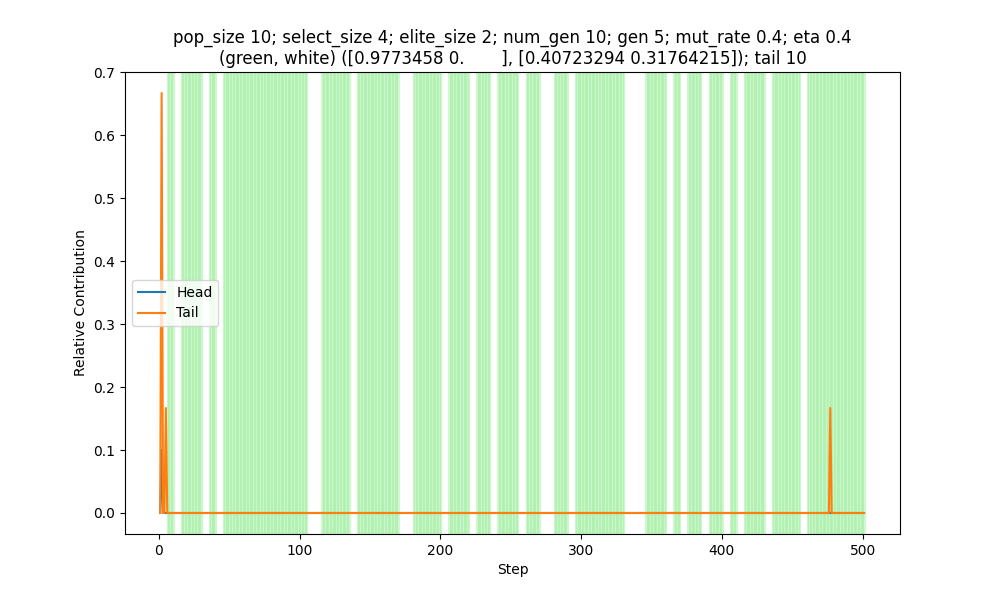 pop_size 10; select_size 4; elite_size 2; num_gen 10; gen 5; mut_rate 0.4; eta 0.4
(green, white) ([0.9773458 0.       ], [0.40723294 0.31764215]); tail 10
0.7
0.6
0.5
0.4
0.3
0.2
0.1
0.0
Relative Contribution
Head
Tail
0 100 200 300 400 500
Step